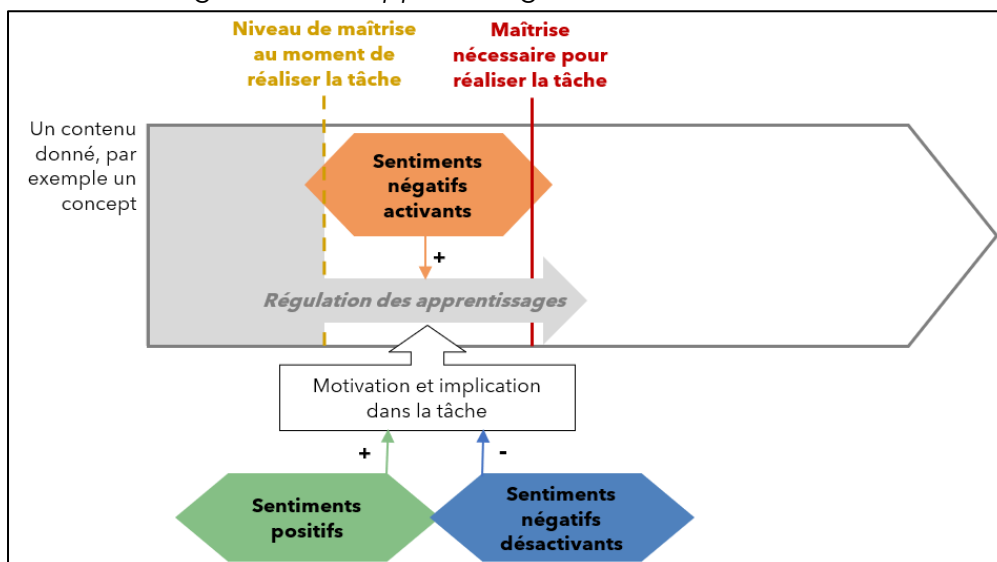 Niveau de maîtrise
au moment de
réaliser la tâche
Maîtrise
nécessaire pour
réaliser la tâche
Un contenu
donné, par
exemple un
concept
Sentiments
négatifs
activants
+
Régulation des apprentissages
Motivation et implication
dans la tâche
+
-
Sentiments
positifs
Sentiments
négatifs
désactivants